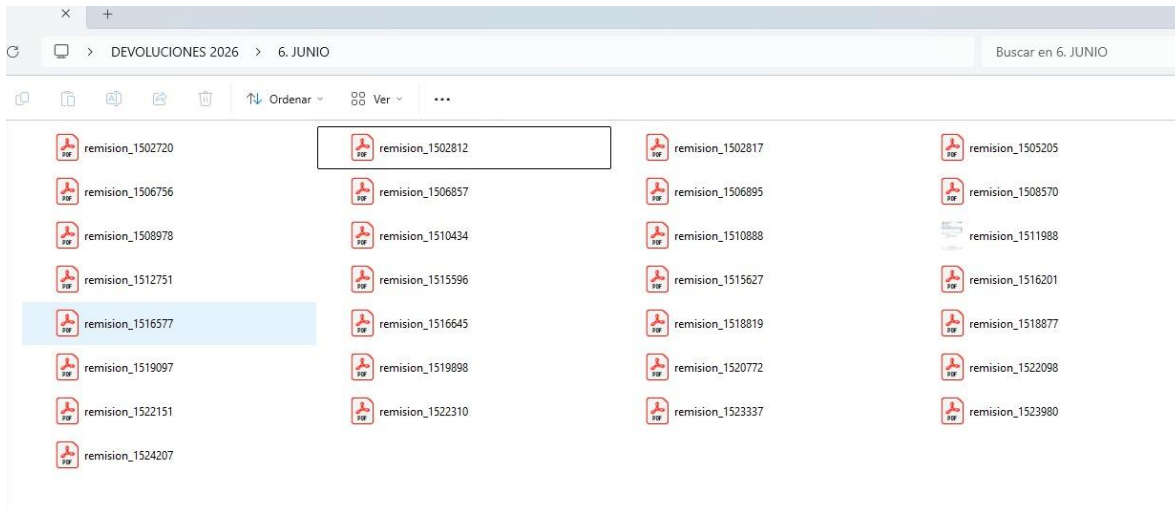 DEVOLUCIONES 2026 > 6. JUNIO
Buscar en 6. JUNIO
Ordenar
Ver
remision_1502720 remision_1502812 remision_1502817 remision_1505205
remision_1506756 remision_1506857 remision_1506895 remision_1508570
remision_1508978 remision_1510434 remision_1510888 remision_1511988
remision_1512751 remision_1515596 remision_1515627 remision_1516201
remision_1516577 remision_1516645 remision_1518819 remision_1518877
remision_1519097 remision_1519898 remision_1520772 remision_1522098
remision_1522151 remision_1522310 remision_1523337 remision_1523980
remision_1524207